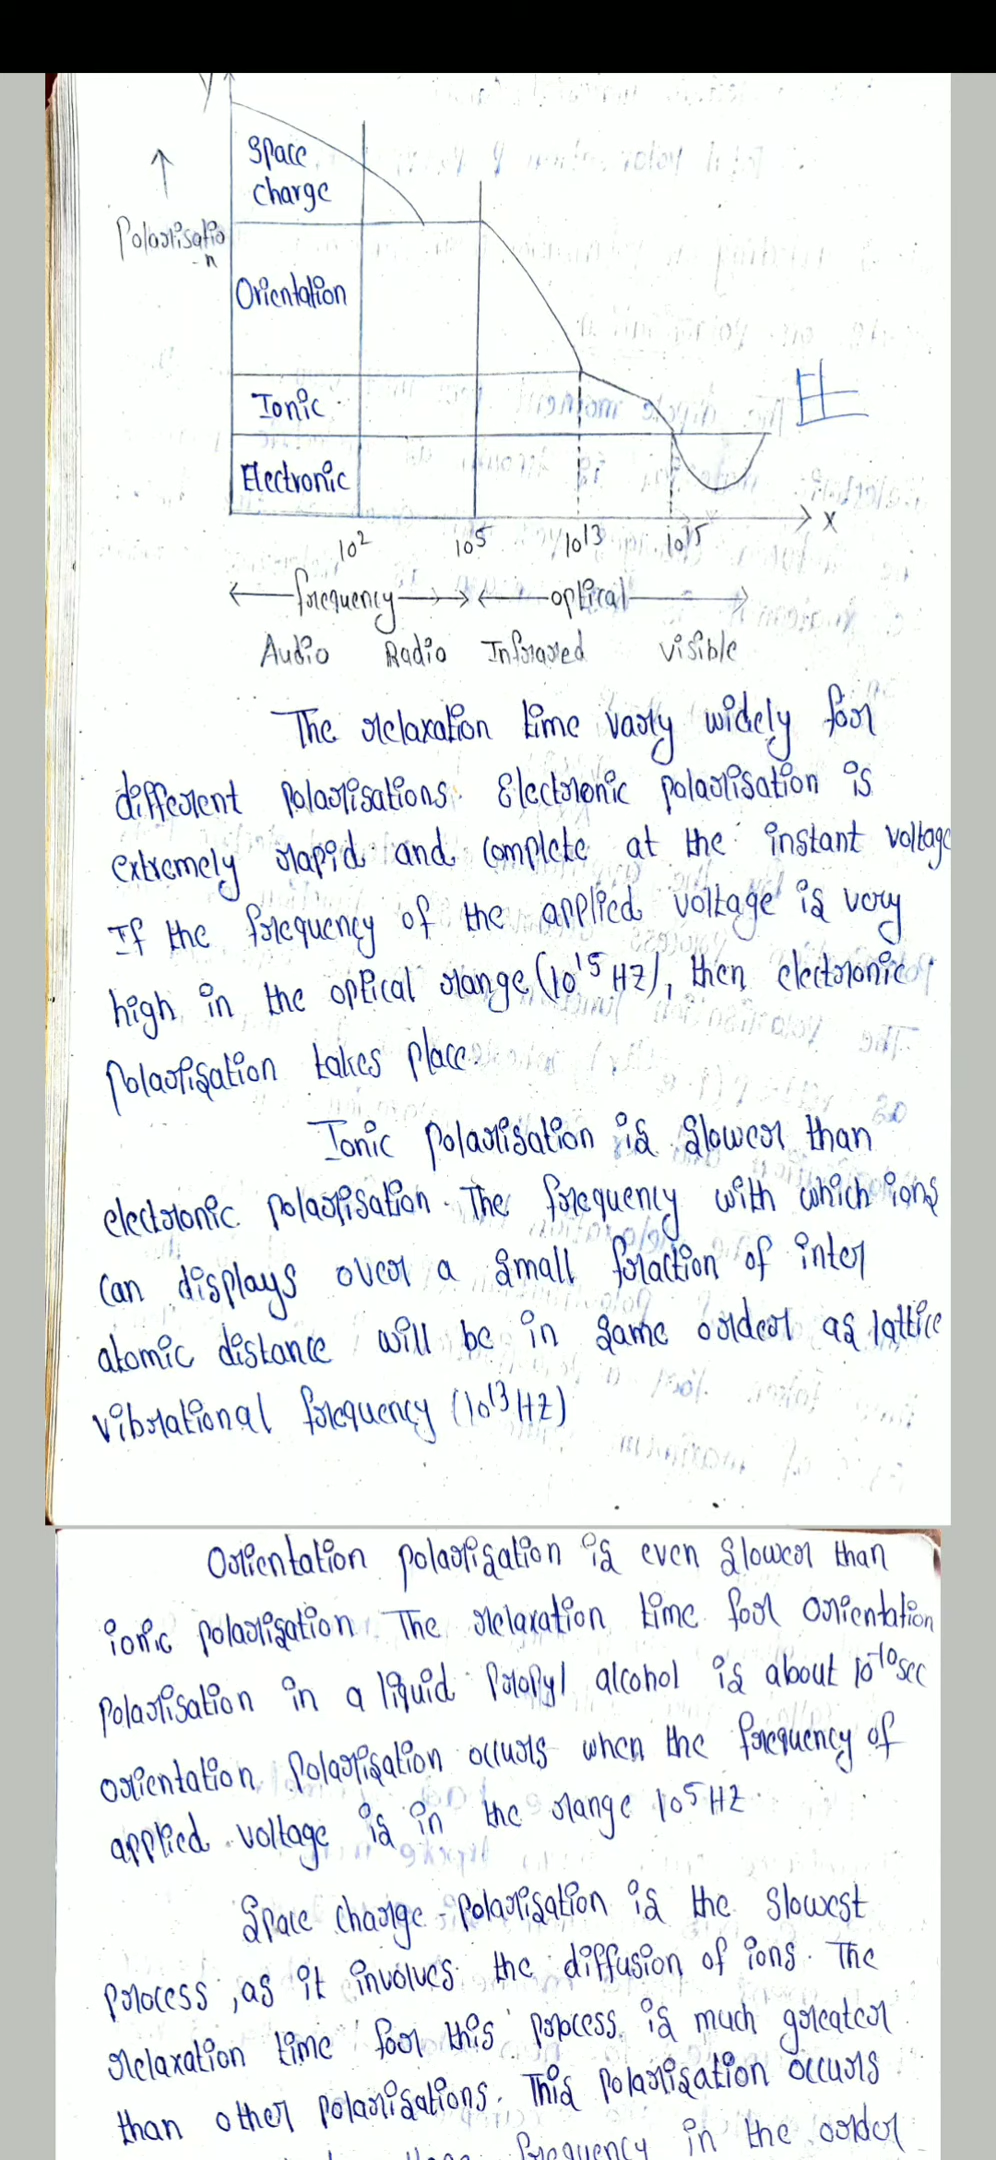 y
Space
charge
Polarisatio
-n
Orientation
Ionic
Electronic
x
10² 10⁵ 10¹³ 10¹⁵
frequency optical
Audio Radio Infrared visible
The relaxation time vary widely for
different polarisations. Electronic polarisation is
extremely rapid and complete at the instant voltage
If the frequency of the applied voltage is very
high in the optical range (10¹⁵ HZ), then electronic
polarisation takes place.
Ionic polarisation is slower than
electronic polarisation. The frequency with which ions
can displays over a small fraction of inter
atomic distance will be in same order as lattice
vibrational frequency (10¹³ HZ)
Orientation polarisation is even slower than
ionic polarisation. The relaxation time for orientation
polarisation in a liquid propyl alcohol is about 10⁻¹⁰ sec
orientation polarisation occurs when the frequency of
applied voltage is in the range 10⁵ HZ.
Space charge polarisation is the slowest
process, as it involves the diffusion of ions. The
relaxation time for this process is much greater
than other polarisations. This polarisation occurs
frequency in the order